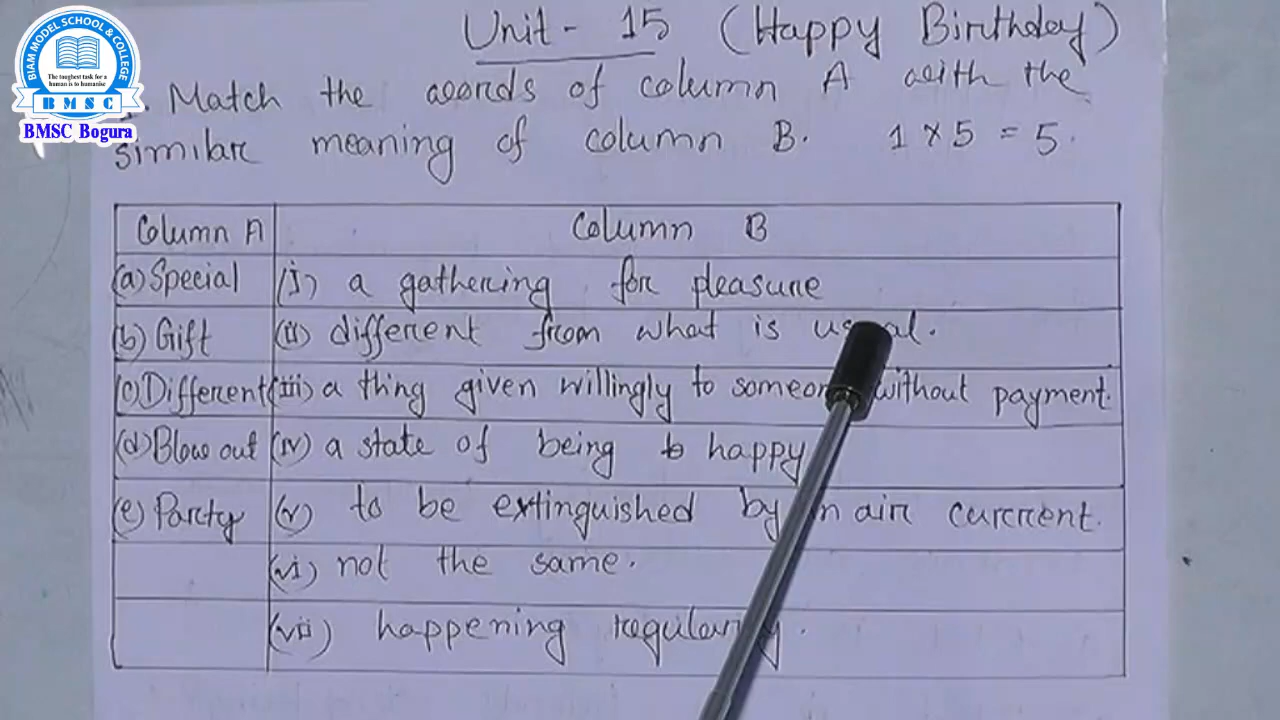 BIAM MODEL SCHOOL & COLLEGE
The toughest task for a
human is to humanise
BMSC
BMSC Bogura
Unit - 15 (Happy Birthday)
. Match the words of column A with the
similar meaning of column B. 1 × 5 = 5.
Column A Column B
(a) Special (i) a gathering for pleasure
(b) Gift (ii) different from what is usual.
(c) Different (iii) a thing given willingly to someone without payment.
(d) Blow out (iv) a state of being happy
(e) Party (v) to be extinguished by an air current.
(vi) not the same.
(vii) happening regularly.